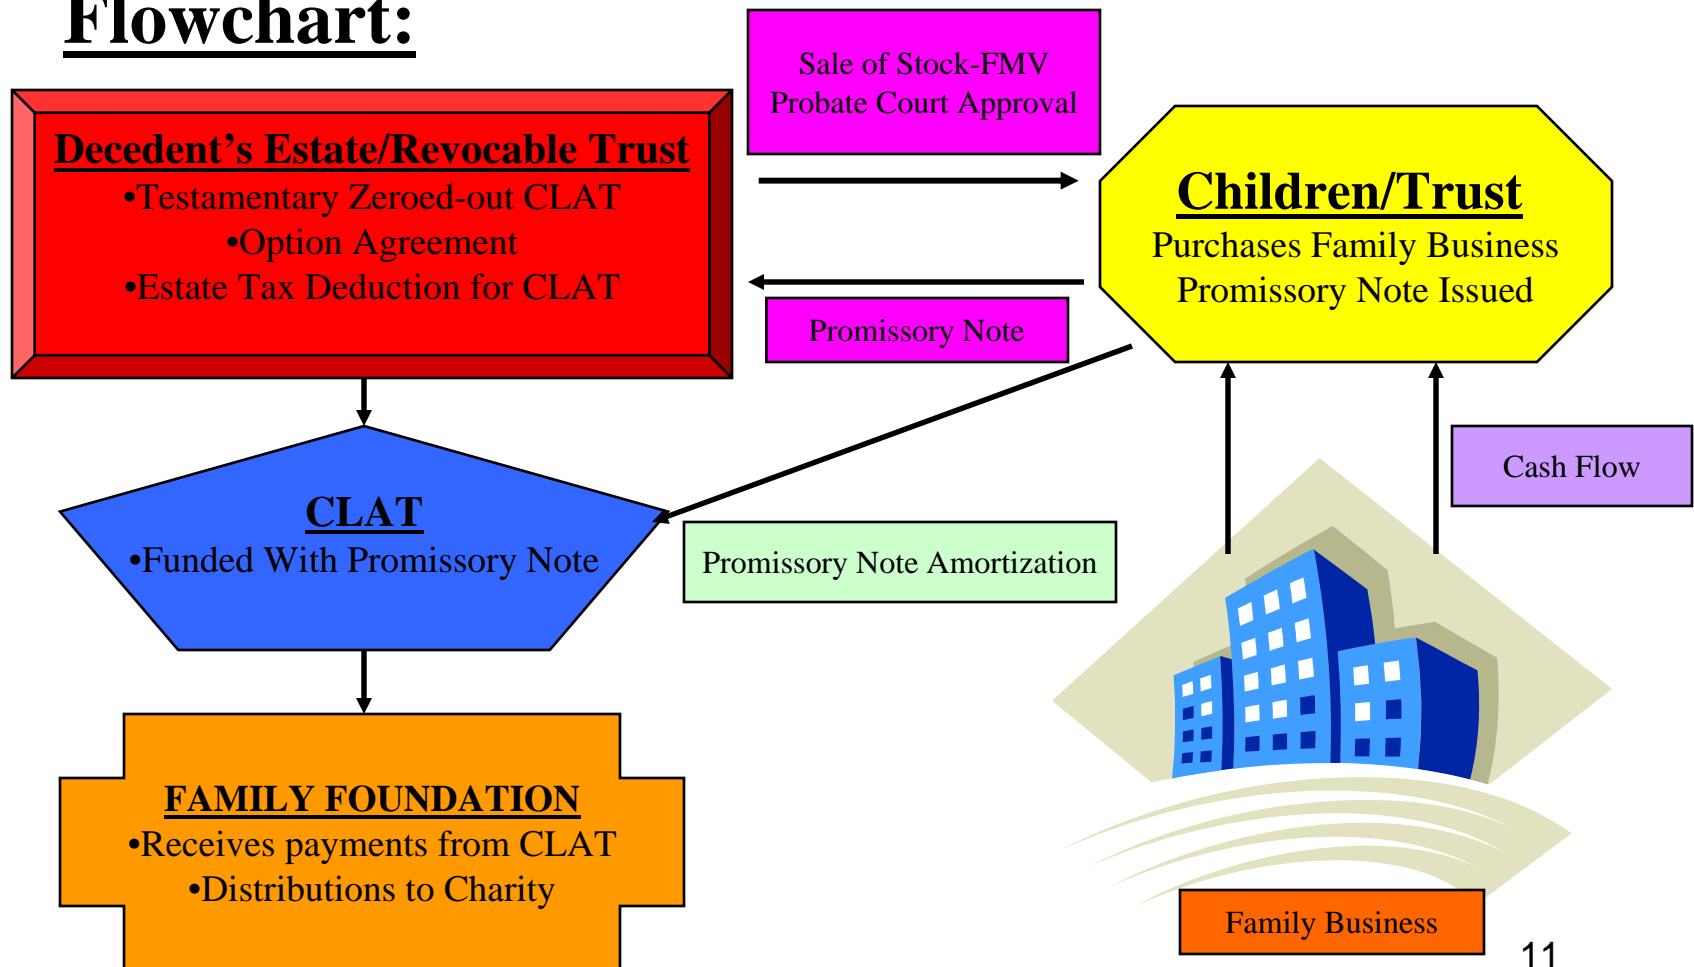 Flowchart:
Sale of Stock-FMV
Probate Court Approval
Decedent’s Estate/Revocable Trust
•Testamentary Zeroed-out CLAT
•Option Agreement
•Estate Tax Deduction for CLAT
Children/Trust
Purchases Family Business
Promissory Note Issued
Promissory Note
Cash Flow
CLAT
•Funded With Promissory Note
Promissory Note Amortization
FAMILY FOUNDATION
•Receives payments from CLAT
•Distributions to Charity
Family Business
11